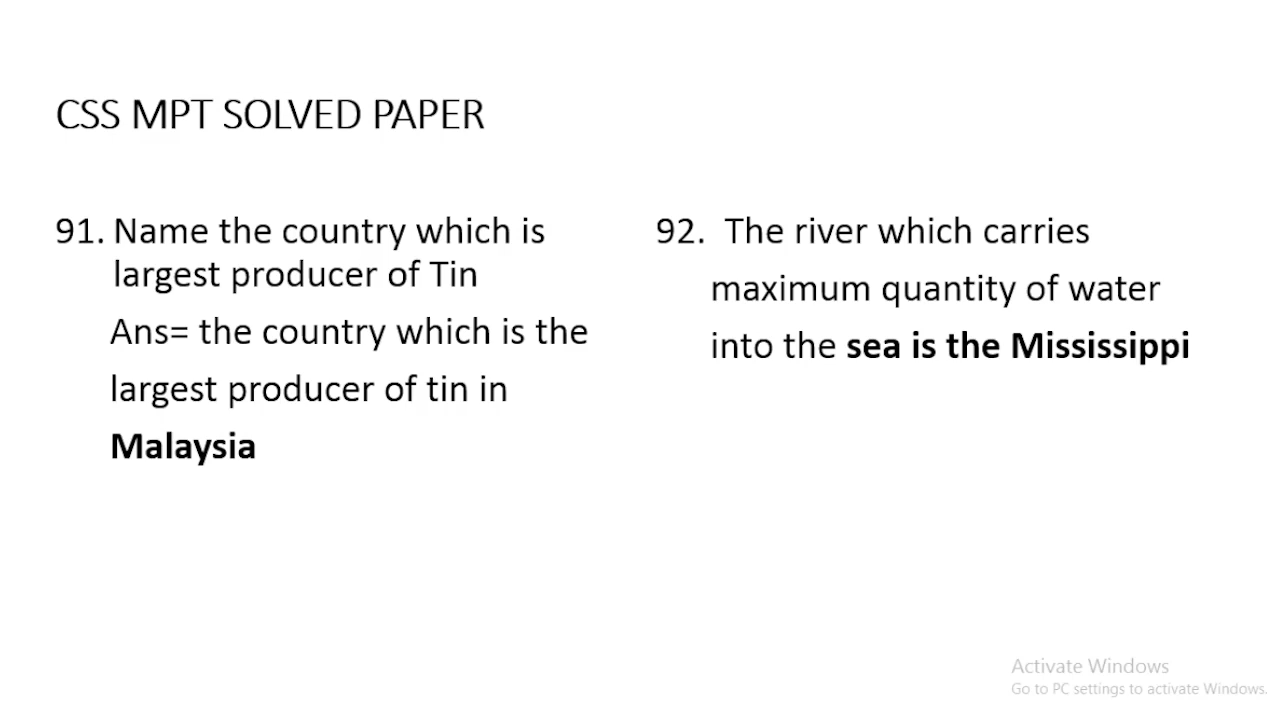 CSS MPT SOLVED PAPER
91. Name the country which is
largest producer of Tin
Ans= the country which is the
largest producer of tin in
Malaysia
92. The river which carries
maximum quantity of water
into the sea is the Mississippi
Activate Windows
Go to PC settings to activate Windows.